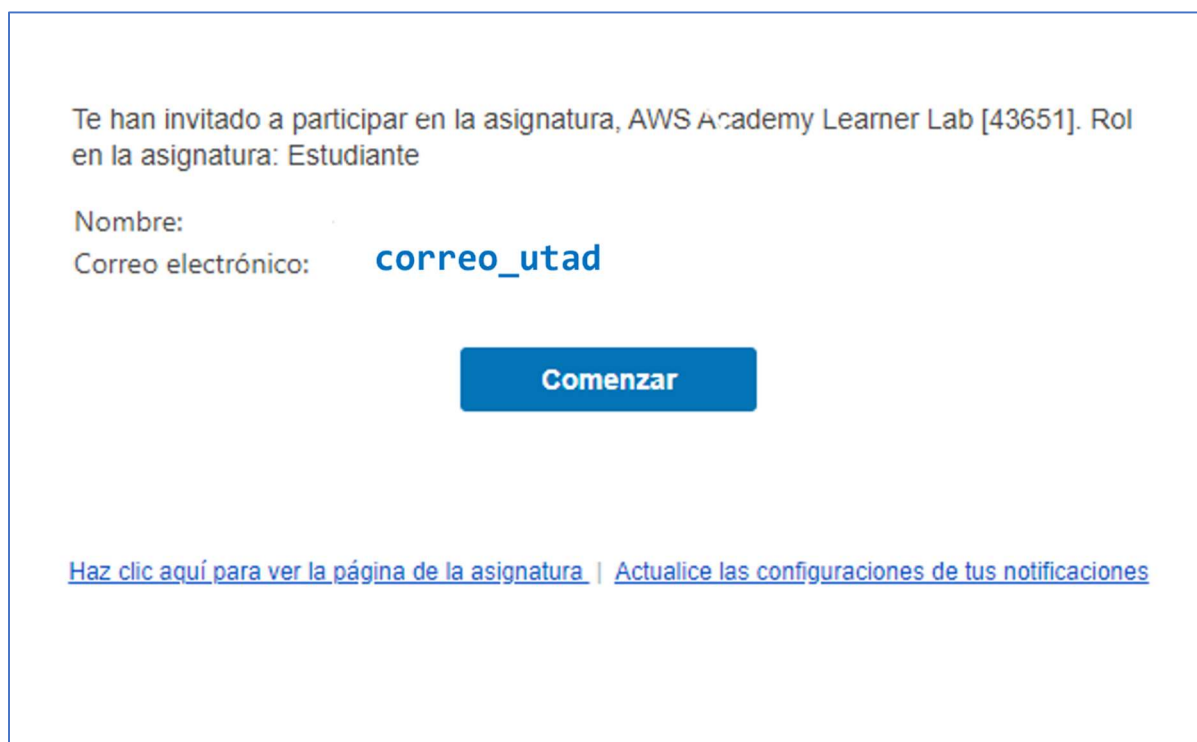 Te han invitado a participar en la asignatura, AWS Academy Learner Lab [43651]. Rol
en la asignatura: Estudiante
Nombre:
Correo electrónico: correo_utad
Comenzar
Haz clic aquí para ver la página de la asignatura | Actualice las configuraciones de tus notificaciones